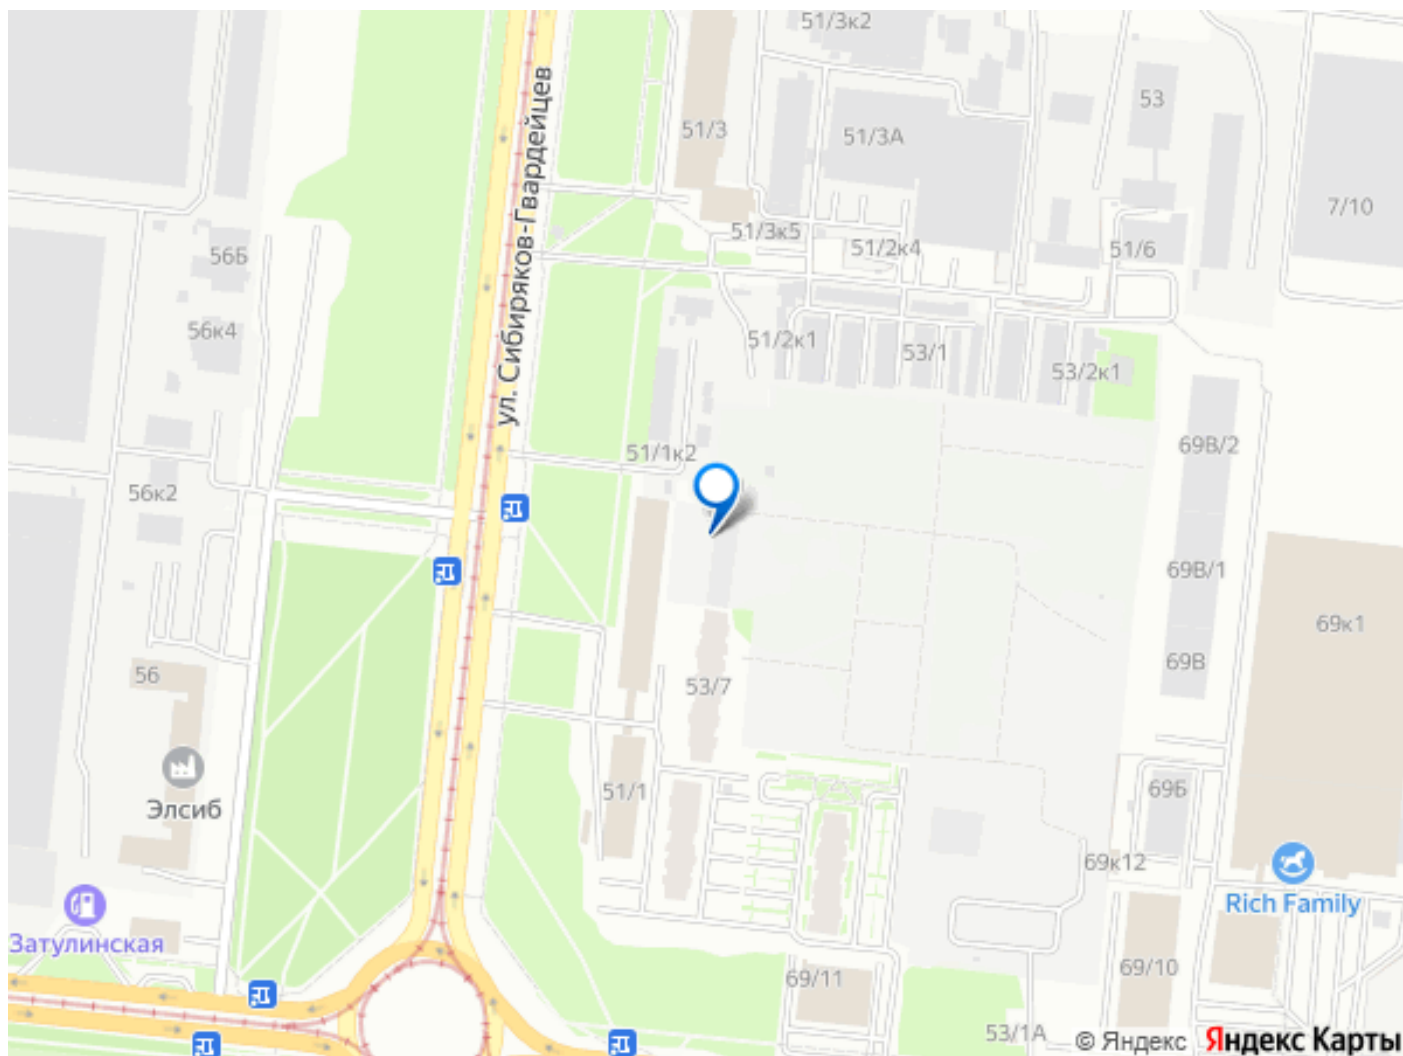 51/3к2
53
51/3
51/3А
7/10
ул. Сибиряков-Гвардейцев
51/3к5
51/2к4
51/6
56Б
56к4
51/2к1
53/1
53/2к1
69В/2
51/1к2
56к2
69В/1
69к1
69В
56
53/7
Элсиб
51/1
69Б
69к12
Rich Family
Затулинская
69/11
69/10
53/1А
© Яндекс Яндекс Карты